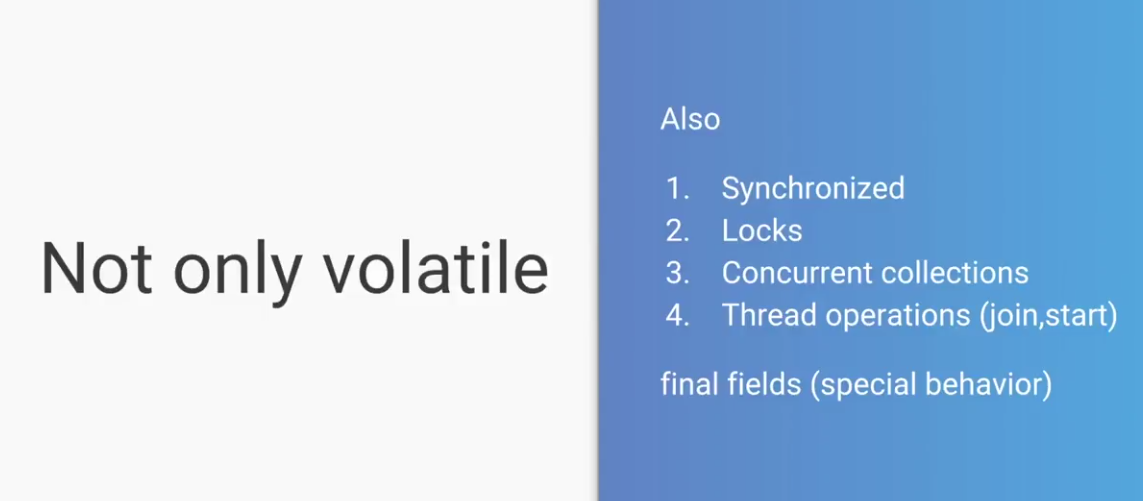 Not only volatile
Also
1. Synchronized
2. Locks
3. Concurrent collections
4. Thread operations (join,start)
final fields (special behavior)